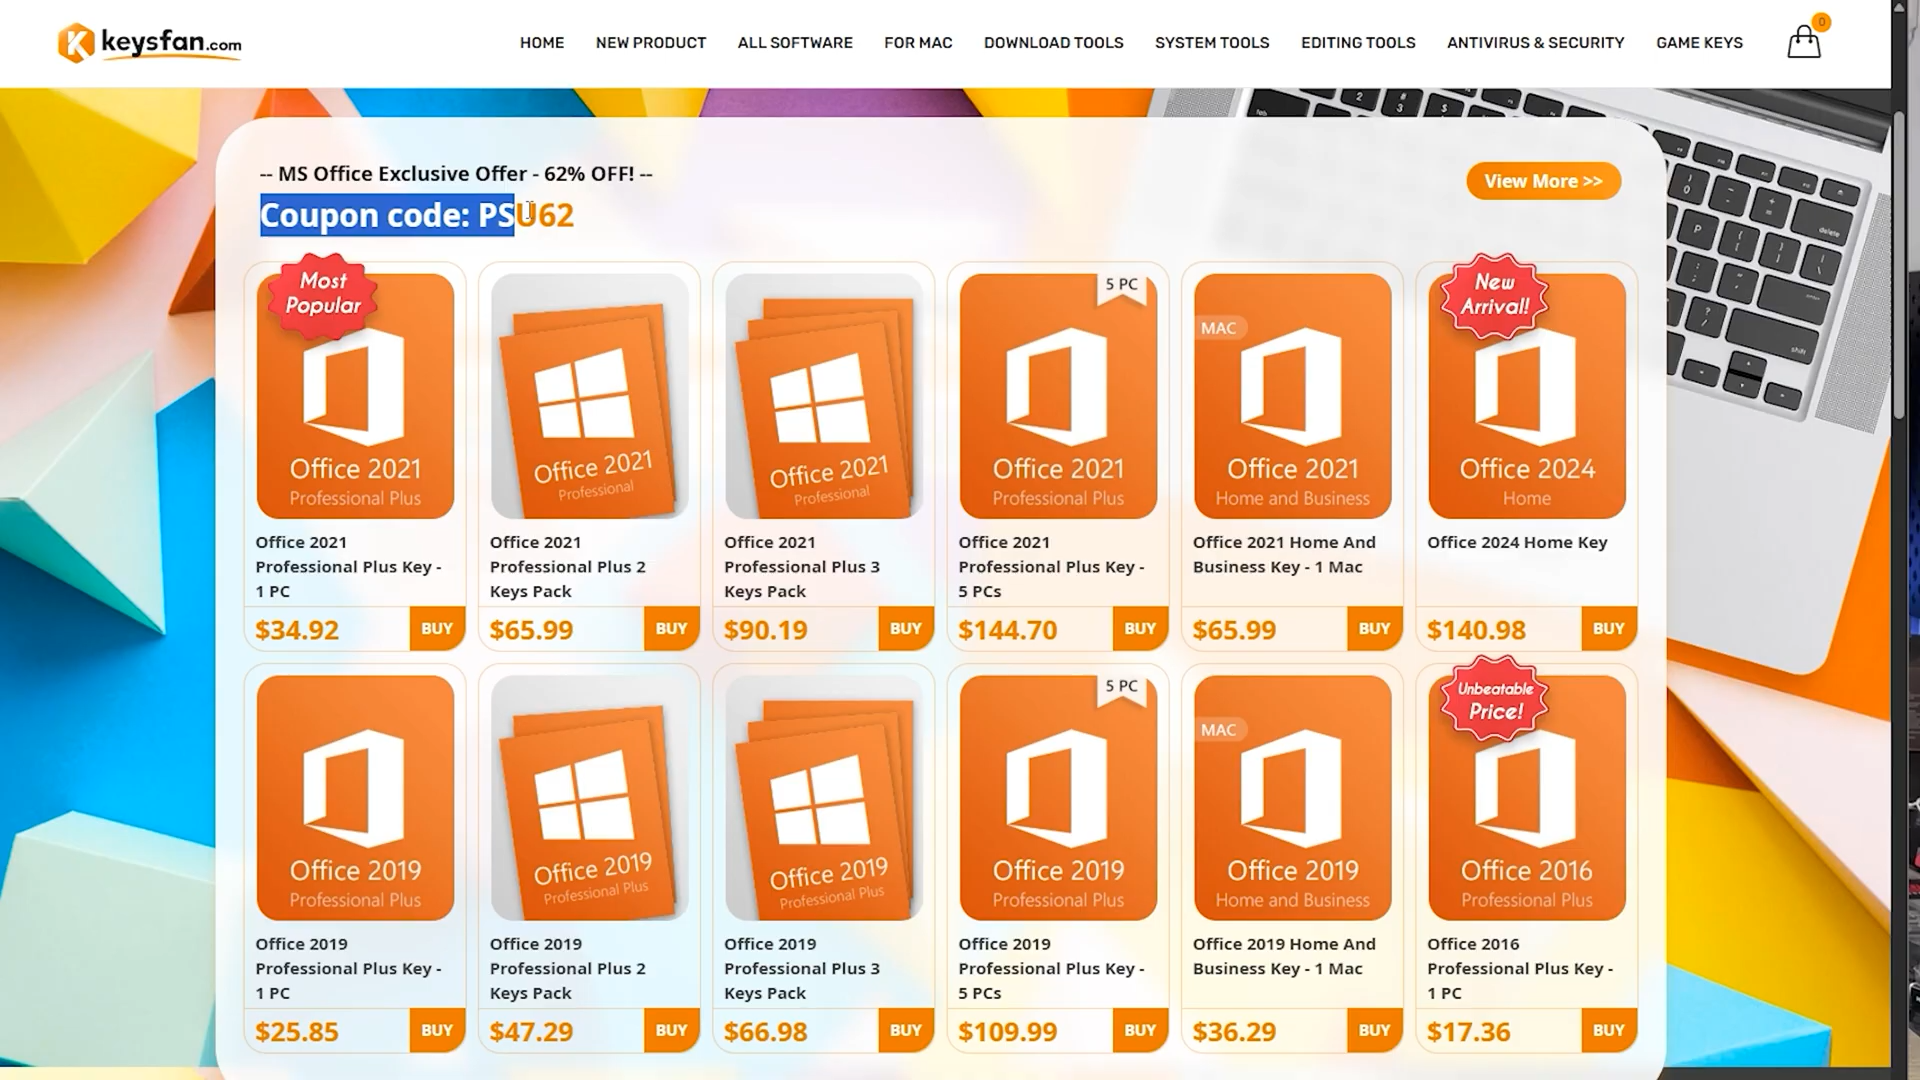 keysfan.com
HOME NEW PRODUCT ALL SOFTWARE FOR MAC DOWNLOAD TOOLS SYSTEM TOOLS EDITING TOOLS ANTIVIRUS & SECURITY GAME KEYS
0
-- MS Office Exclusive Offer - 62% OFF! --
Coupon code: PSU62
View More >>
Most
Popular
Office 2021
Professional Plus
Office 2021
Professional Plus Key -
1 PC
$34.92 BUY
Office 2021
Professional
Office 2021
Professional Plus 2
Keys Pack
$65.99 BUY
Office 2021
Professional
Office 2021
Professional Plus 3
Keys Pack
$90.19 BUY
5 PC
Office 2021
Professional Plus
Office 2021
Professional Plus Key -
5 PCs
$144.70 BUY
MAC
Office 2021
Home and Business
Office 2021 Home And
Business Key - 1 Mac
$65.99 BUY
New
Arrival!
Office 2024
Home
Office 2024 Home Key
$140.98 BUY
Office 2019
Professional Plus
Office 2019
Professional Plus Key -
1 PC
$25.85 BUY
Office 2019
Professional Plus
Office 2019
Professional Plus 2
Keys Pack
$47.29 BUY
Office 2019
Professional Plus
Office 2019
Professional Plus 3
Keys Pack
$66.98 BUY
5 PC
Office 2019
Professional Plus
Office 2019
Professional Plus Key -
5 PCs
$109.99 BUY
MAC
Office 2019
Home and Business
Office 2019 Home And
Business Key - 1 Mac
$36.29 BUY
Unbeatable
Price!
Office 2016
Professional Plus
Office 2016
Professional Plus Key -
1 PC
$17.36 BUY